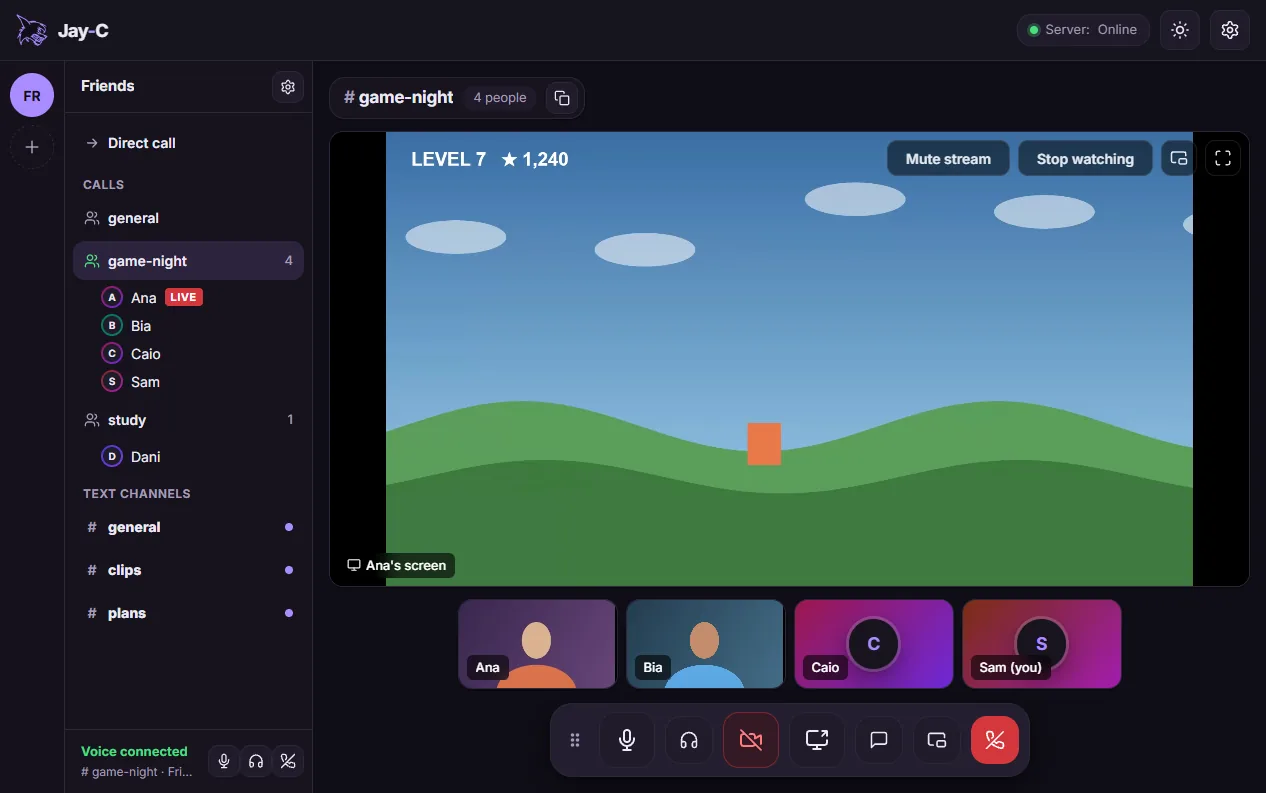 Jay-C
Server: Online
FR
Friends
Direct call
CALLS
general
game-night 4
A Ana LIVE
B Bia
C Caio
S Sam
study 1
D Dani
TEXT CHANNELS
# general
# clips
# plans
Voice connected
# game-night · Fri...
# game-night 4 people
LEVEL 7 ★ 1,240
Mute stream
Stop watching
Ana's screen
Ana
Bia
C
Caio
S
Sam (you)